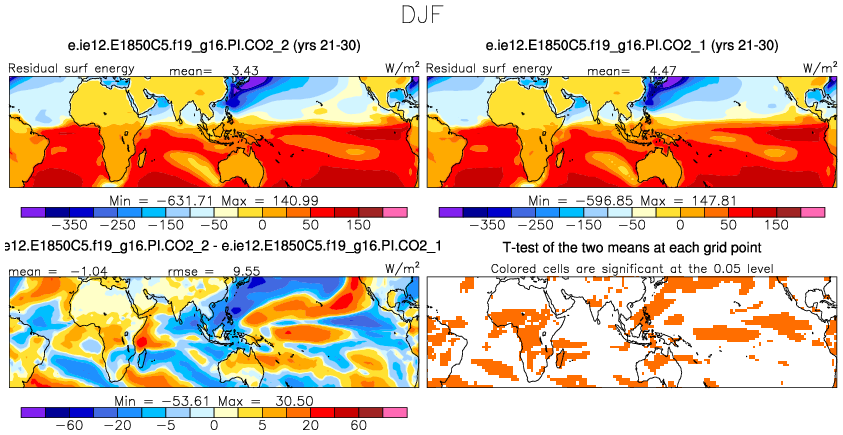 DJF
e.ie12.E1850C5.f19_g16.PI.CO2_2 (yrs 21-30)
Residual surf energy mean= 3.43 W/m²
Min = -631.71 Max = 140.99
-350 -250 -150 -50 0 50 150
e.ie12.E1850C5.f19_g16.PI.CO2_1 (yrs 21-30)
Residual surf energy mean= 4.47 W/m²
Min = -596.85 Max = 147.81
-350 -250 -150 -50 0 50 150
e12.E1850C5.f19_g16.PI.CO2_2 - e.ie12.E1850C5.f19_g16.PI.CO2_1
mean = -1.04 rmse = 9.55 W/m²
Min = -53.61 Max = 30.50
-60 -20 -5 0 5 20 60
T-test of the two means at each grid point
Colored cells are significant at the 0.05 level